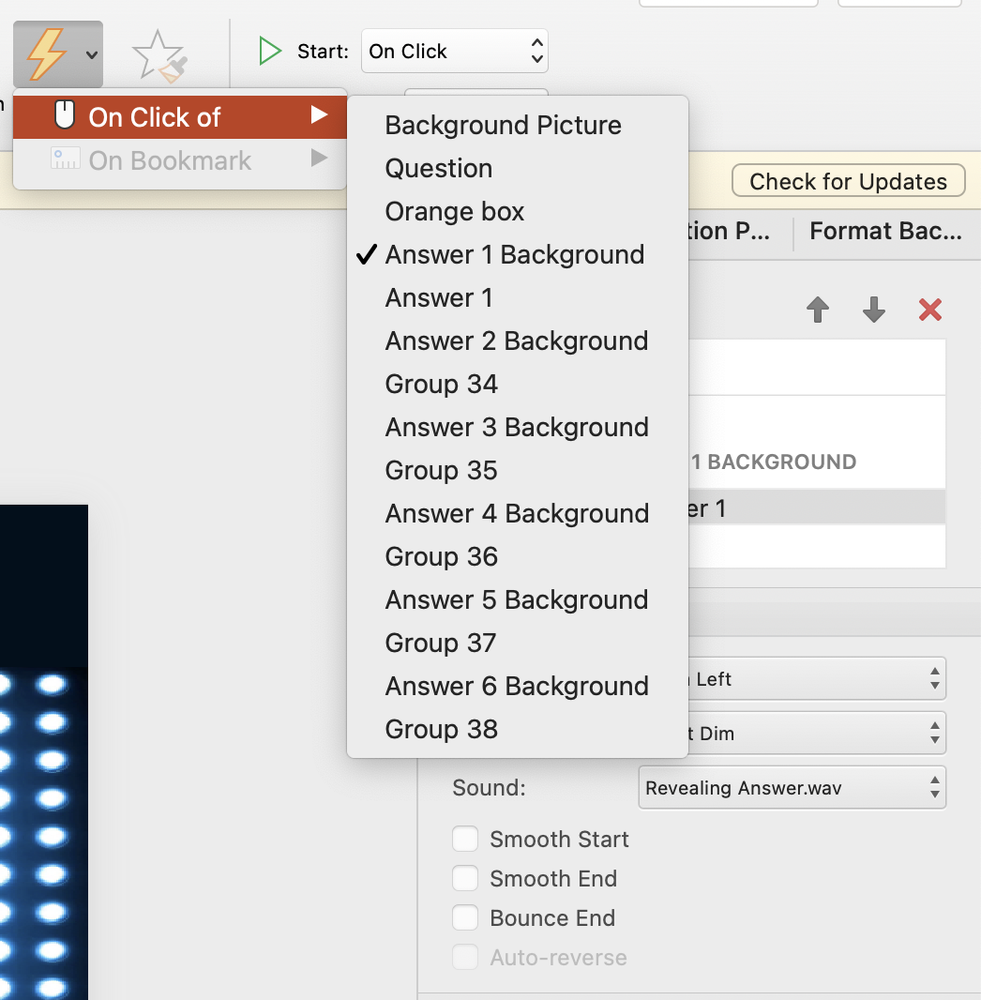 Start:
On Click
On Click of
On Bookmark
Background Picture
Question
Orange box
Answer 1 Background
Answer 1
Answer 2 Background
Group 34
Answer 3 Background
Group 35
Answer 4 Background
Group 36
Answer 5 Background
Group 37
Answer 6 Background
Group 38
Check for Updates
tion P...
Format Bac...
1 BACKGROUND
er 1
Left
t Dim
Sound:
Revealing Answer.wav
Smooth Start
Smooth End
Bounce End
Auto-reverse